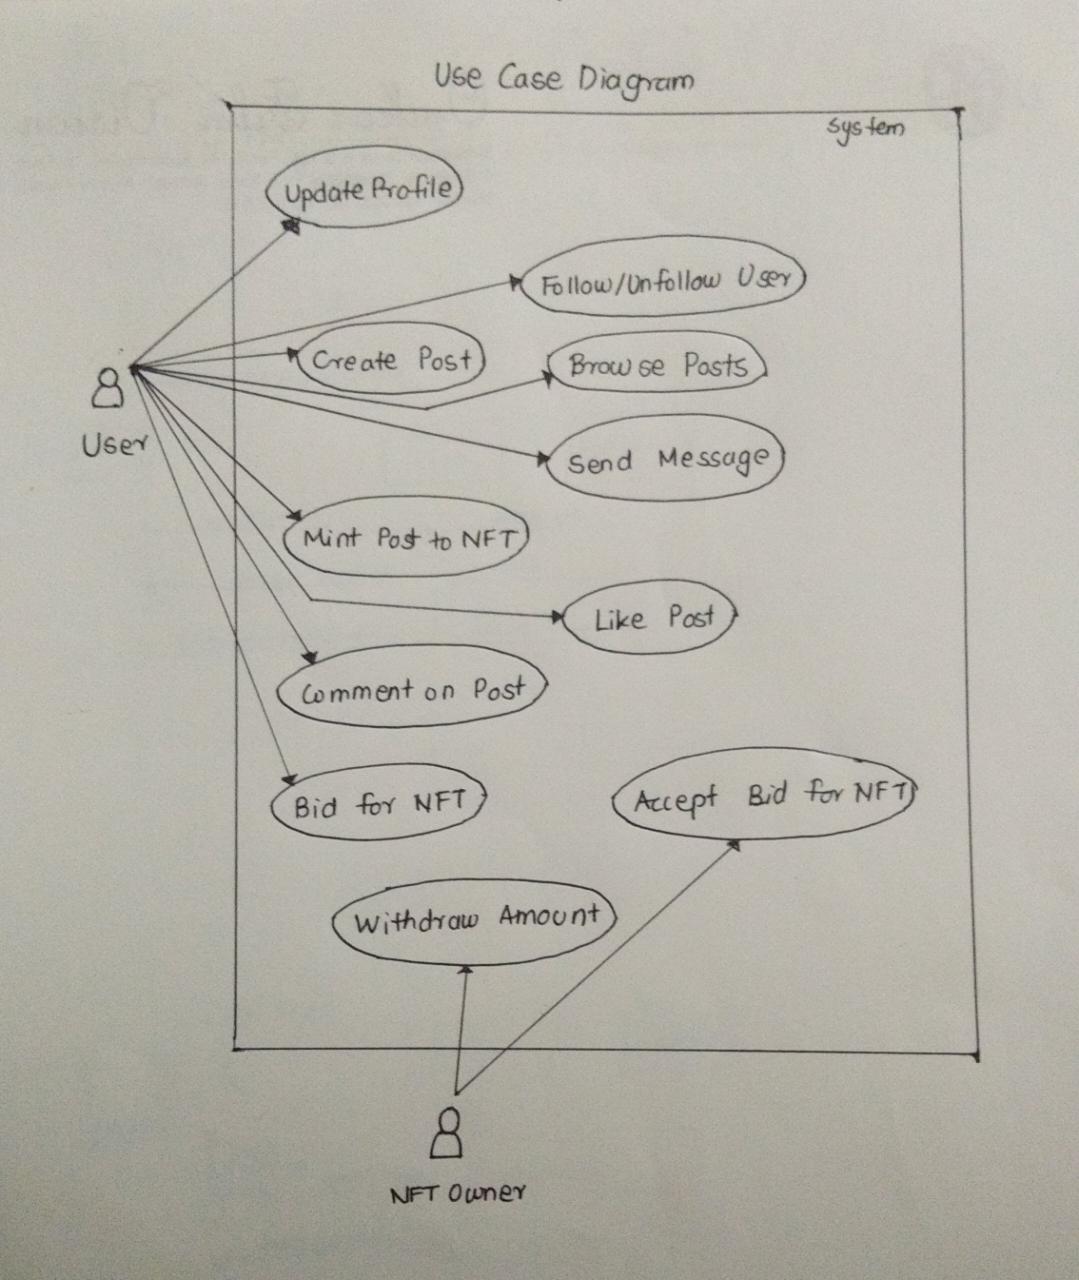 Use Case Diagram
System
Update Profile
Follow/Unfollow User
Create Post
Browse Posts
User
Send Message
Mint Post to NFT
Like Post
Comment on Post
Bid for NFT
Accept Bid for NFT
Withdraw Amount
NFT Owner